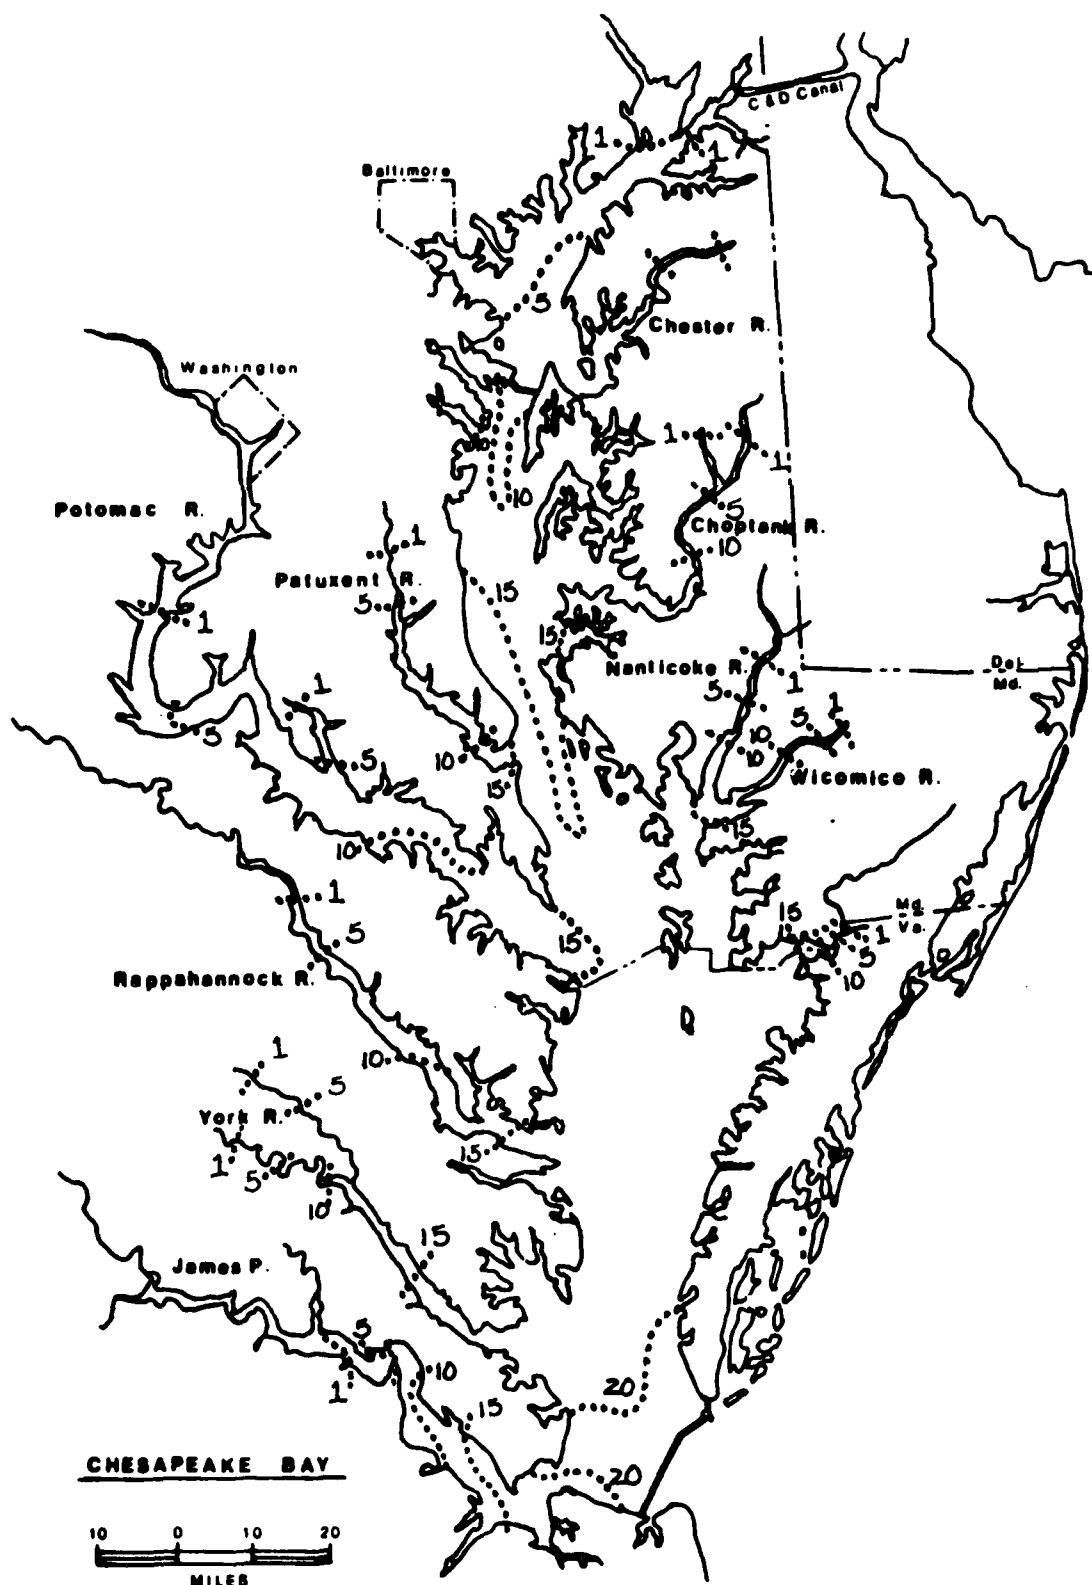 C & D Canal
1
1
Baltimore
5
Chester R.
Washington
10
1
1
5
Potomac R.
Choptank R.
10
1
Patuxent R.
5
15
15
1
Nanticoke R.
1
Del.
Md.
5
1
5
10
10
5
1
Wicomico R.
5
10
15
15
10
1
15
Md.
Va.
1
5
10
5
15
Rappahannock R.
10
1
5
York R.
1
5
15
10
15
James R.
5
10
1
15
20
20
CHESAPEAKE BAY
10 0 10 20
MILES